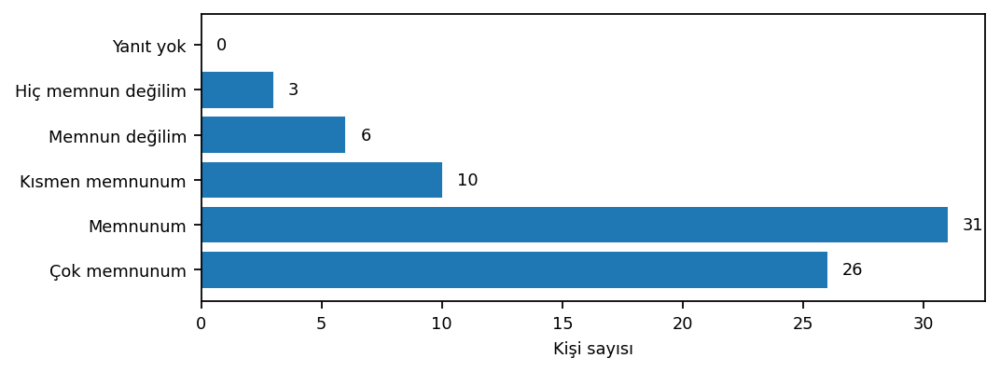 Yanıt yok 0
Hiç memnun değilim 3
Memnun değilim 6
Kısmen memnunum 10
Memnunum 31
Çok memnunum 26
0 5 10 15 20 25 30
Kişi sayısı